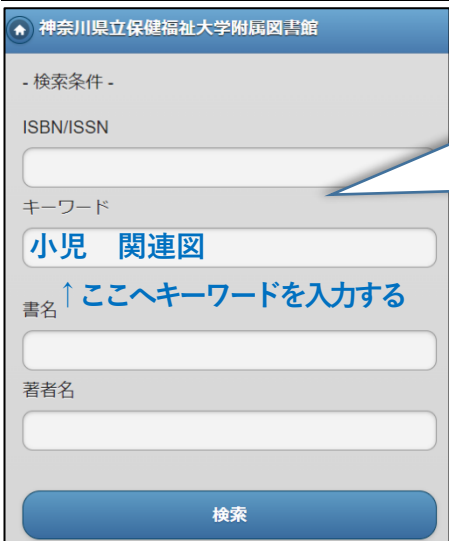 神奈川県立保健福祉大学附属図書館
- 検索条件 -
ISBN/ISSN
キーワード
小児　関連図
↑ここへキーワードを入力する
書名
著者名
検索